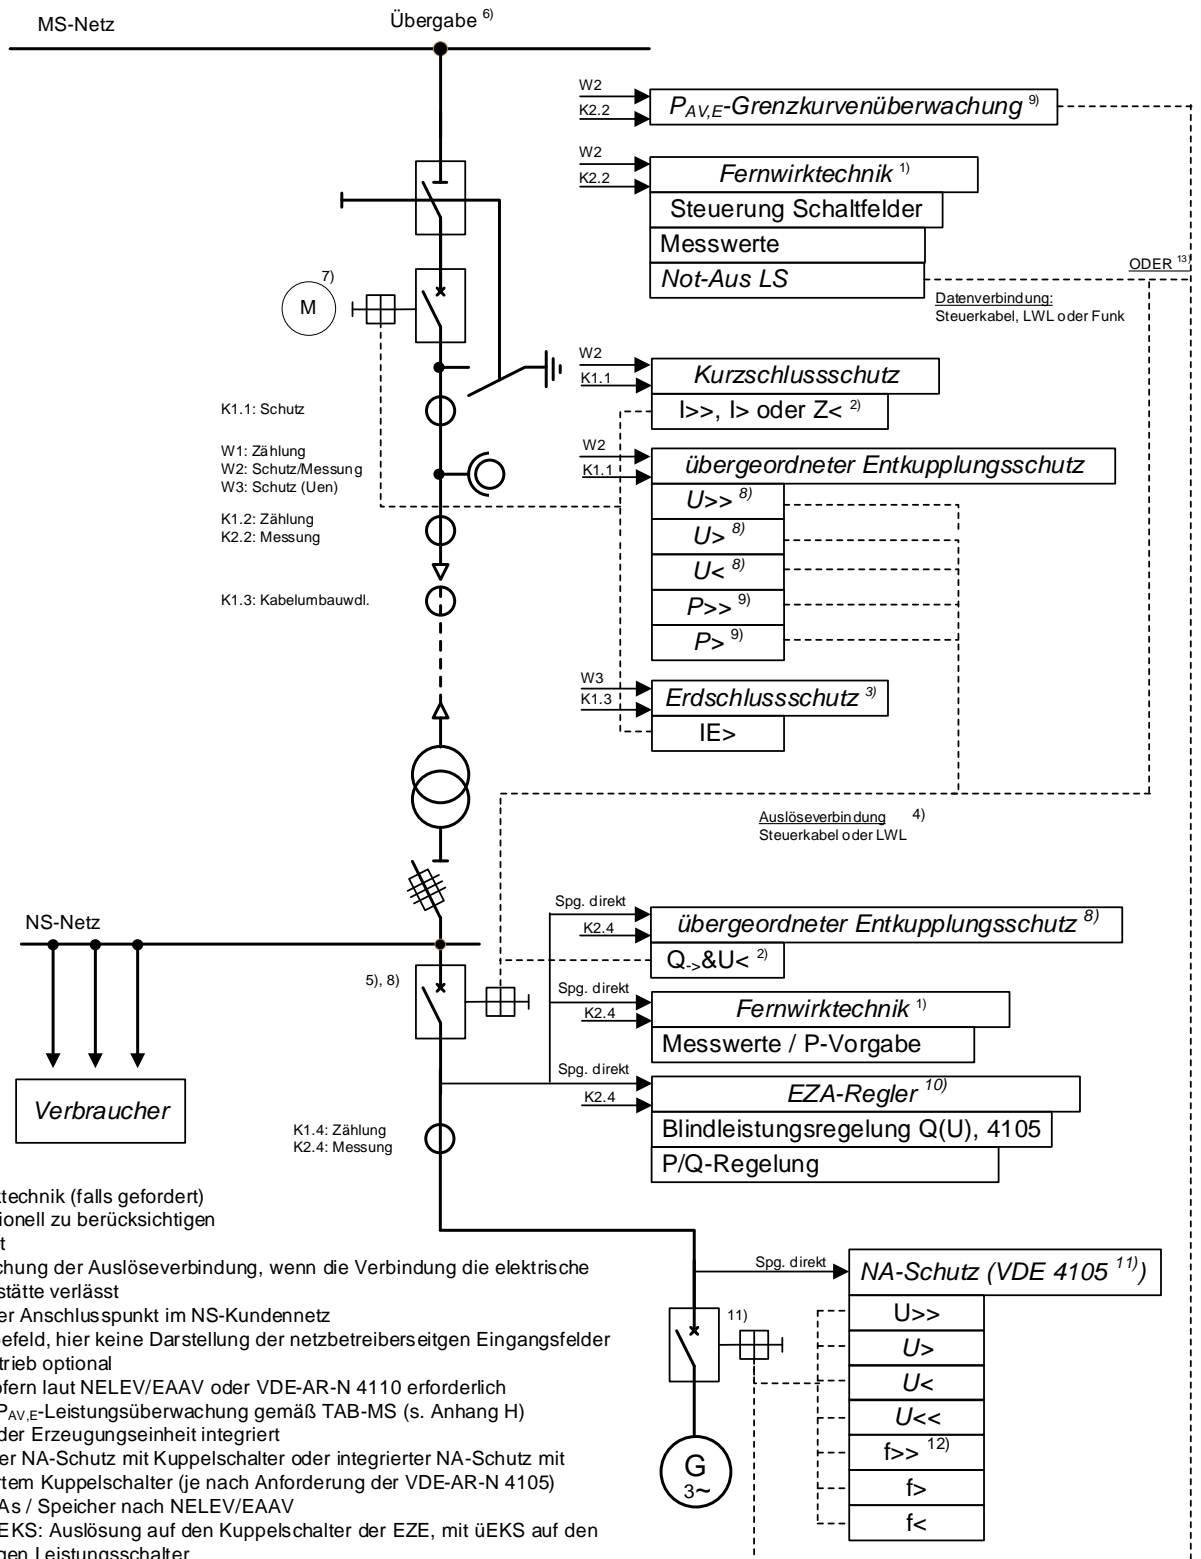 MS-Netz
Übergabe 6)
W2
K2.2
PAV,E-Grenzkurvenüberwachung 9)
W2
K2.2
Fernwirktechnik 1)
Steuerung Schaltfelder
Messwerte
Not-Aus LS
ODER 13)
Datenverbindung:
Steuerkabel, LWL oder Funk
7)
M
W2
K1.1
Kurzschlussschutz
I>>, I> oder Z< 2)
K1.1: Schutz
W1: Zählung
W2: Schutz/Messung
W3: Schutz (Uen)
K1.2: Zählung
K2.2: Messung
K1.3: Kabelumbauwdl.
W2
K1.1
übergeordneter Entkupplungsschutz
U>> 8)
U> 8)
U< 8)
P>> 9)
P> 9)
W3
K1.3
Erdschlussschutz 3)
IE>
Auslöseverbindung 4)
Steuerkabel oder LWL
NS-Netz
Spg. direkt
K2.4
übergeordneter Entkupplungsschutz 8)
Q->&U< 2)
5), 8)
Spg. direkt
K2.4
Fernwirktechnik 1)
Messwerte / P-Vorgabe
Spg. direkt
K2.4
EZA-Regler 10)
Blindleistungsregelung Q(U), 4105
P/Q-Regelung
Verbraucher
K1.4: Zählung
K2.4: Messung
ktechnik (falls gefordert)
ionell zu berücksichtigen
t
chung der Auslöseverbindung, wenn die Verbindung die elektrische
stätte verlässt
er Anschlusspunkt im NS-Kundennetz
befeld, hier keine Darstellung der netzbetreiberseitgen Eingangsfelder
trieb optional
ofern laut NELEV/EAAV oder VDE-AR-N 4110 erforderlich
PAV,E-Leistungsüberwachung gemäß TAB-MS (s. Anhang H)
der Erzeugungseinheit integriert
er NA-Schutz mit Kuppelschalter oder integrierter NA-Schutz mit
rtem Kuppelschalter (je nach Anforderung der VDE-AR-N 4105)
As / Speicher nach NELEV/EAAV
EKS: Auslösung auf den Kuppelschalter der EZE, mit üEKS auf den
gen Leistungsschalter
Spg. direkt
NA-Schutz (VDE 4105 11))
11)
U>>
U>
U<
U<<
f>> 12)
f>
f<
G
3~